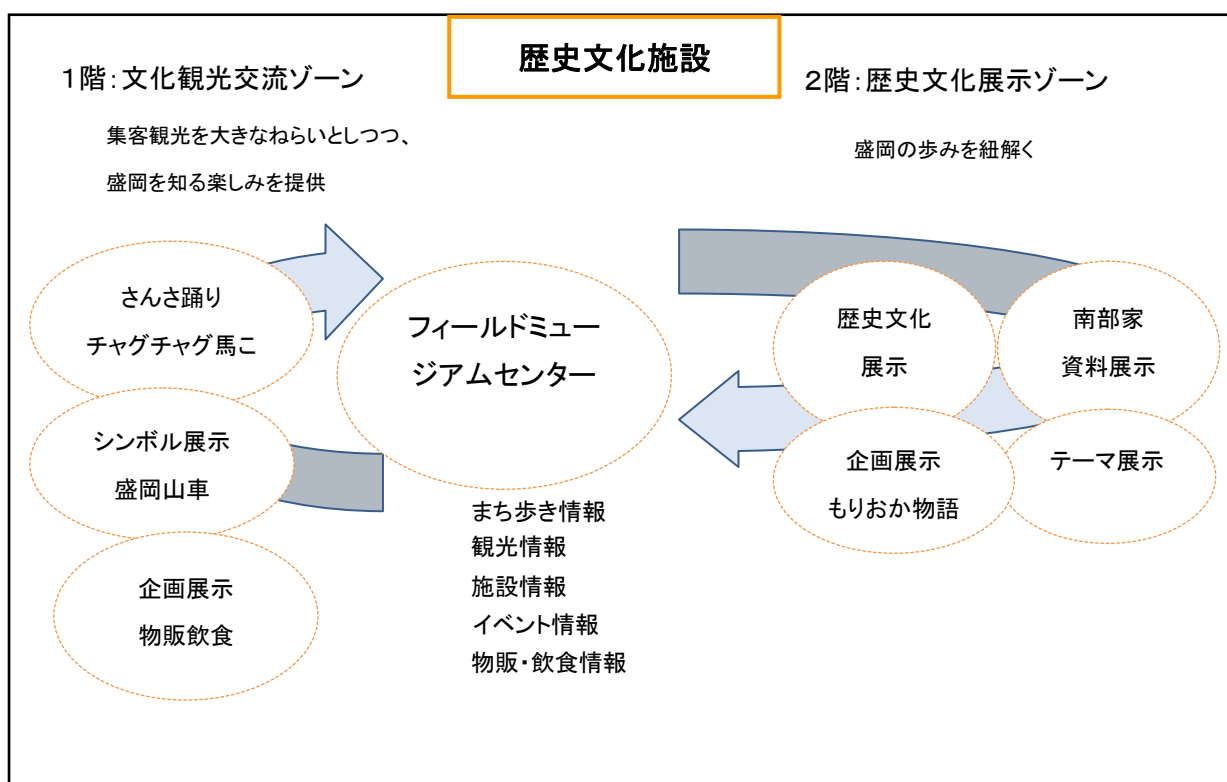 歴史文化施設
１階：文化観光交流ゾーン
集客観光を大きなねらいとしつつ、
盛岡を知る楽しみを提供
さんさ踊り
チャグチャグ馬こ
シンボル展示
盛岡山車
企画展示
物販飲食
フィールドミュー
ジアムセンター
まち歩き情報
観光情報
施設情報
イベント情報
物販・飲食情報
２階：歴史文化展示ゾーン
盛岡の歩みを紐解く
歴史文化
展示
南部家
資料展示
企画展示
もりおか物語
テーマ展示